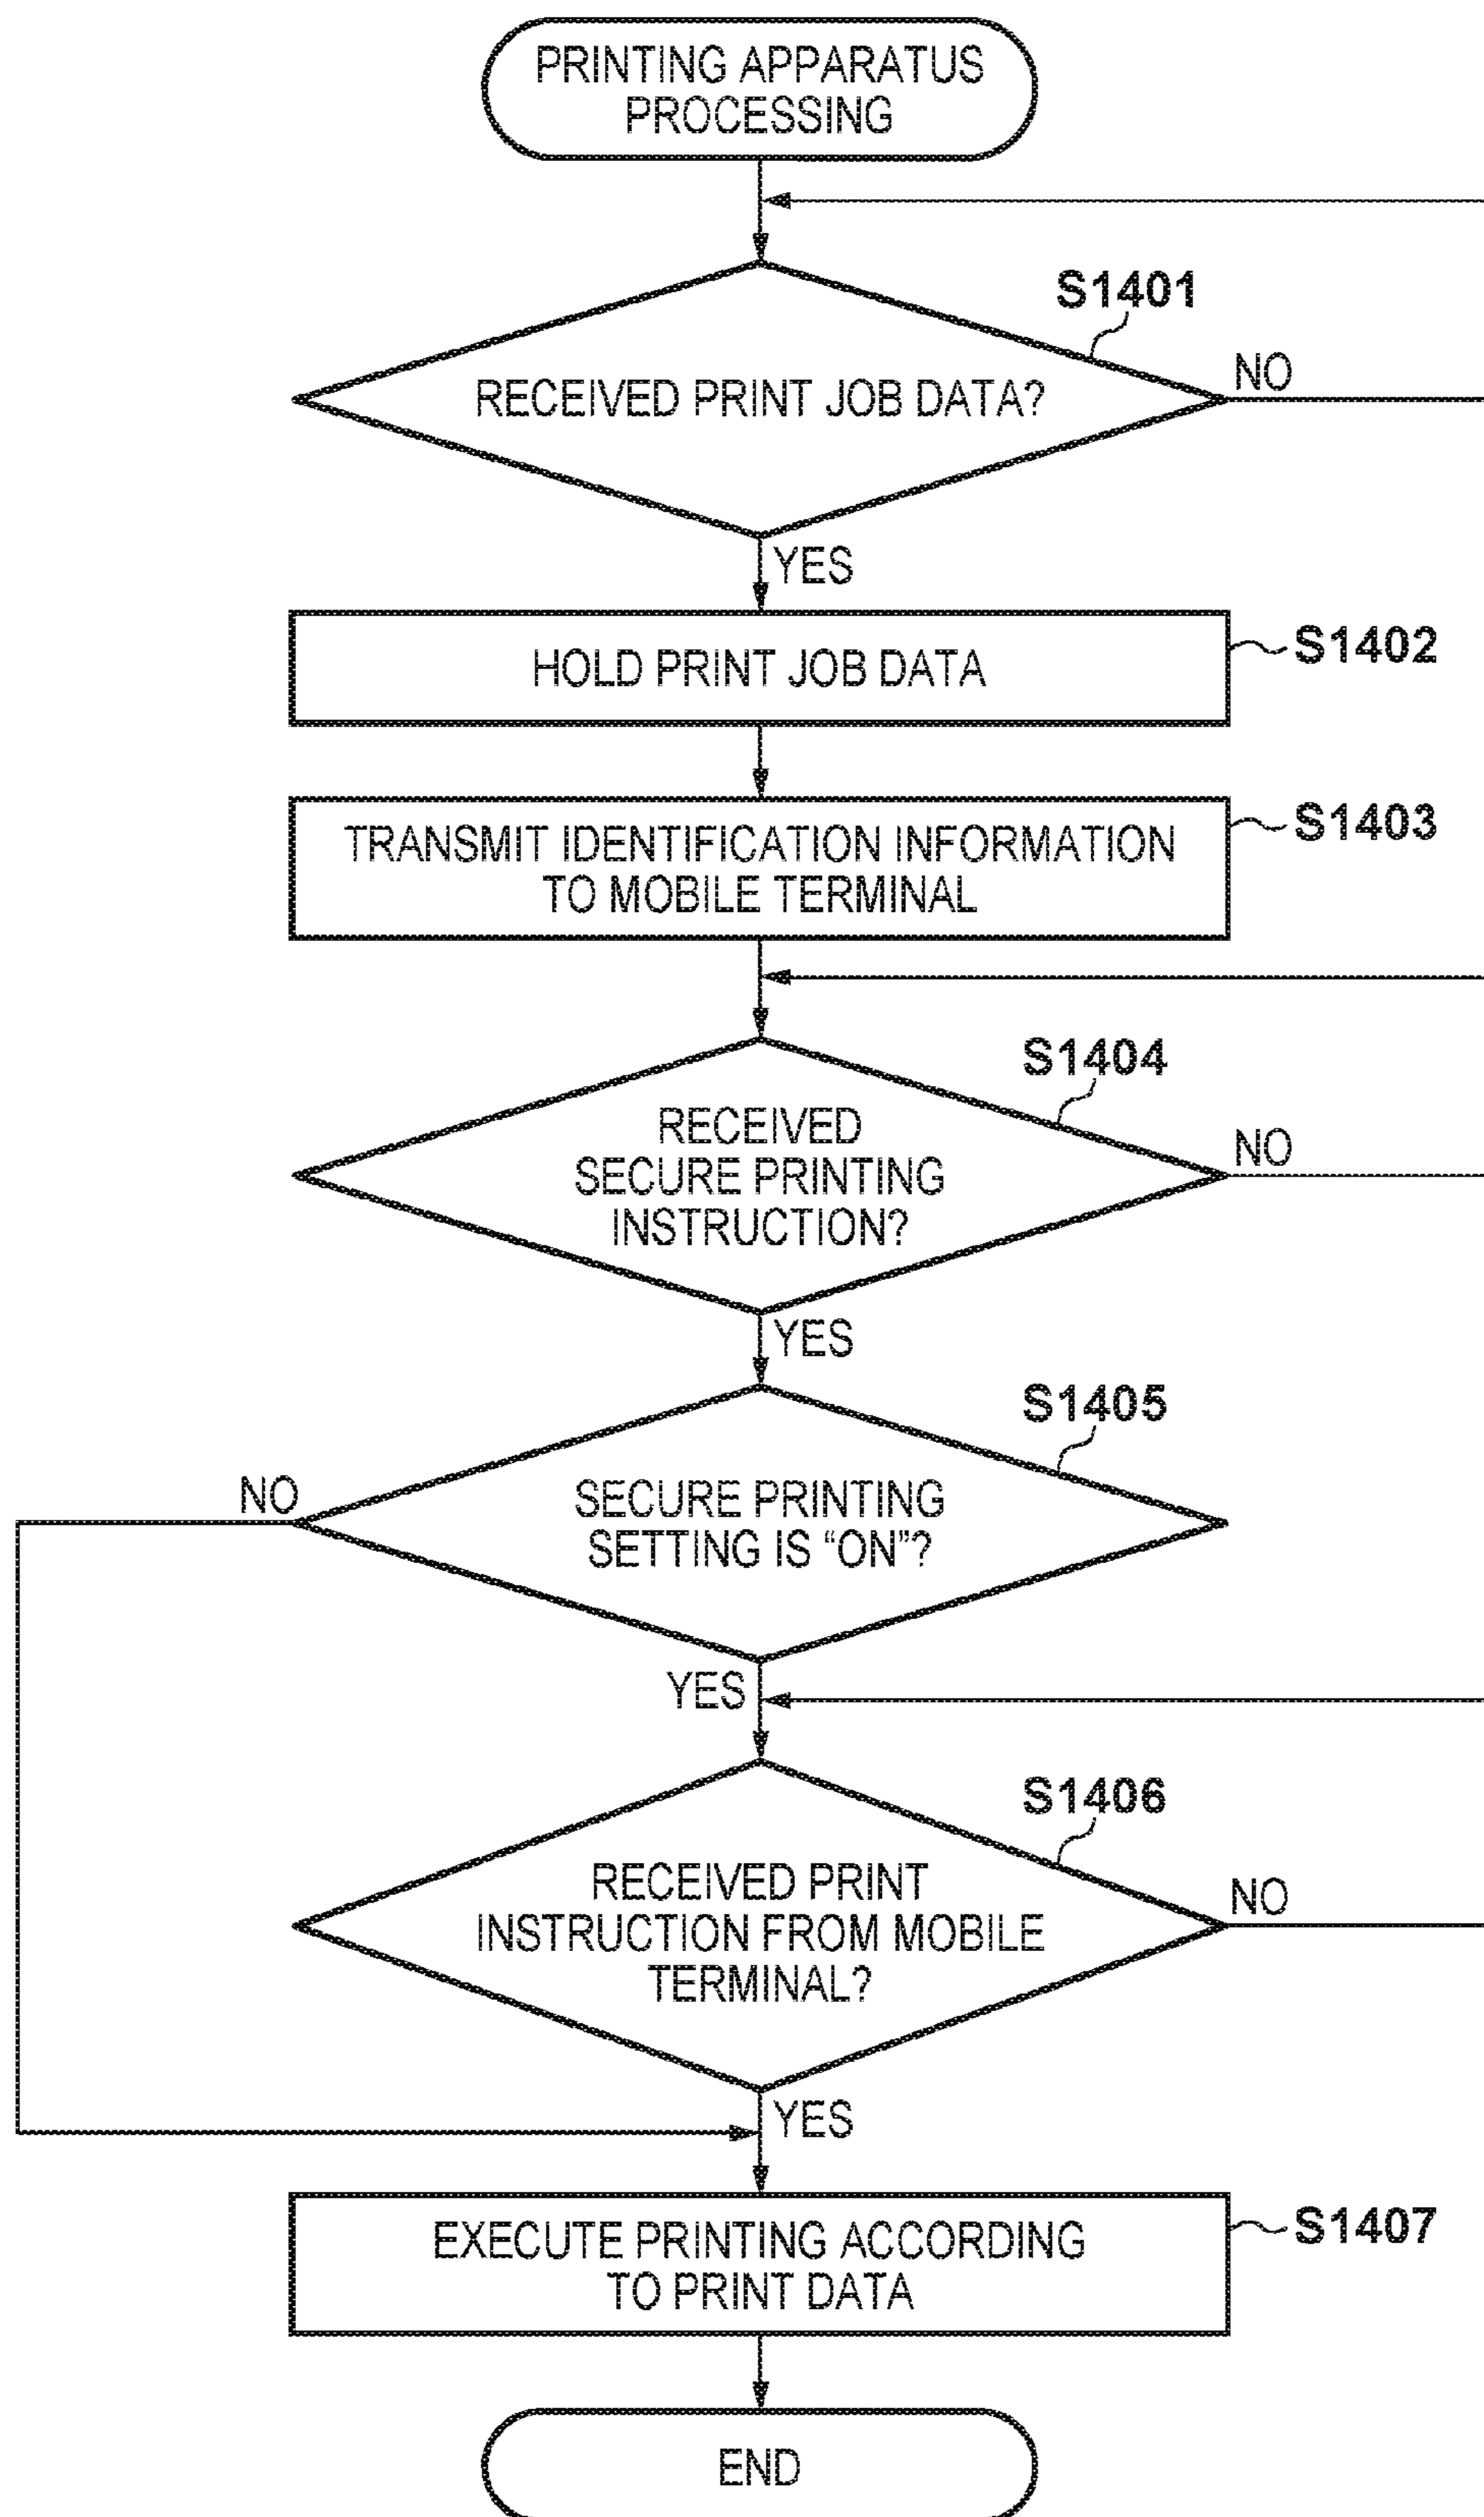 PRINTING APPARATUS
PROCESSING
S1401
RECEIVED PRINT JOB DATA?
NO
YES
HOLD PRINT JOB DATA
S1402
TRANSMIT IDENTIFICATION INFORMATION
TO MOBILE TERMINAL
S1403
S1404
RECEIVED
SECURE PRINTING
INSTRUCTION?
NO
YES
S1405
NO
SECURE PRINTING
SETTING IS “ON”?
YES
S1406
RECEIVED PRINT
INSTRUCTION FROM MOBILE
TERMINAL?
NO
YES
EXECUTE PRINTING ACCORDING
TO PRINT DATA
S1407
END